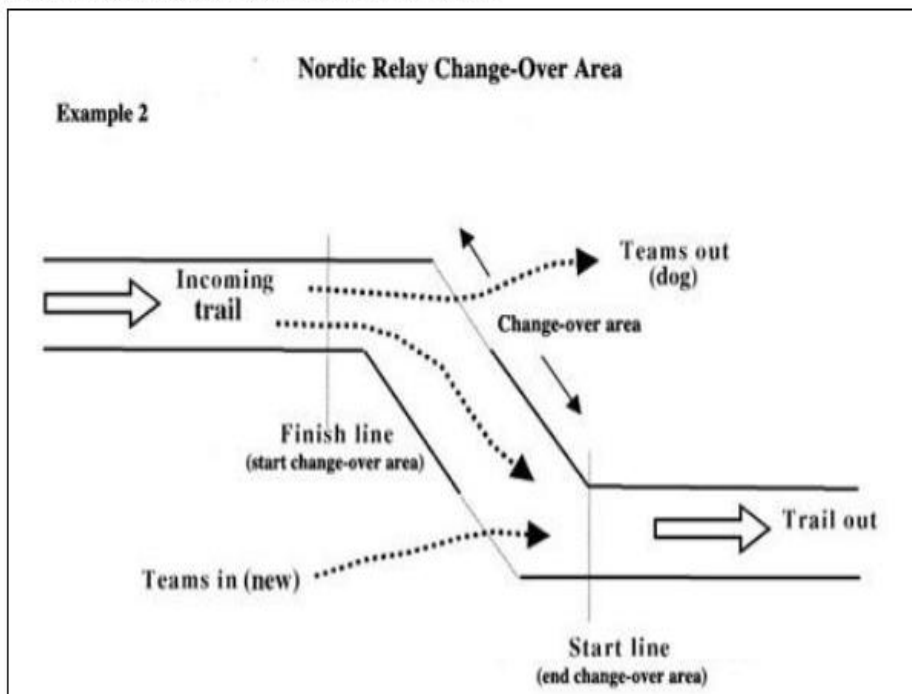 Nordic Relay Change-Over Area
Example 2
Teams out
(dog)
Incoming
trail
Change-over area
Finish line
(start change-over area)
Trail out
Teams in (new)
Start line
(end change-over area)